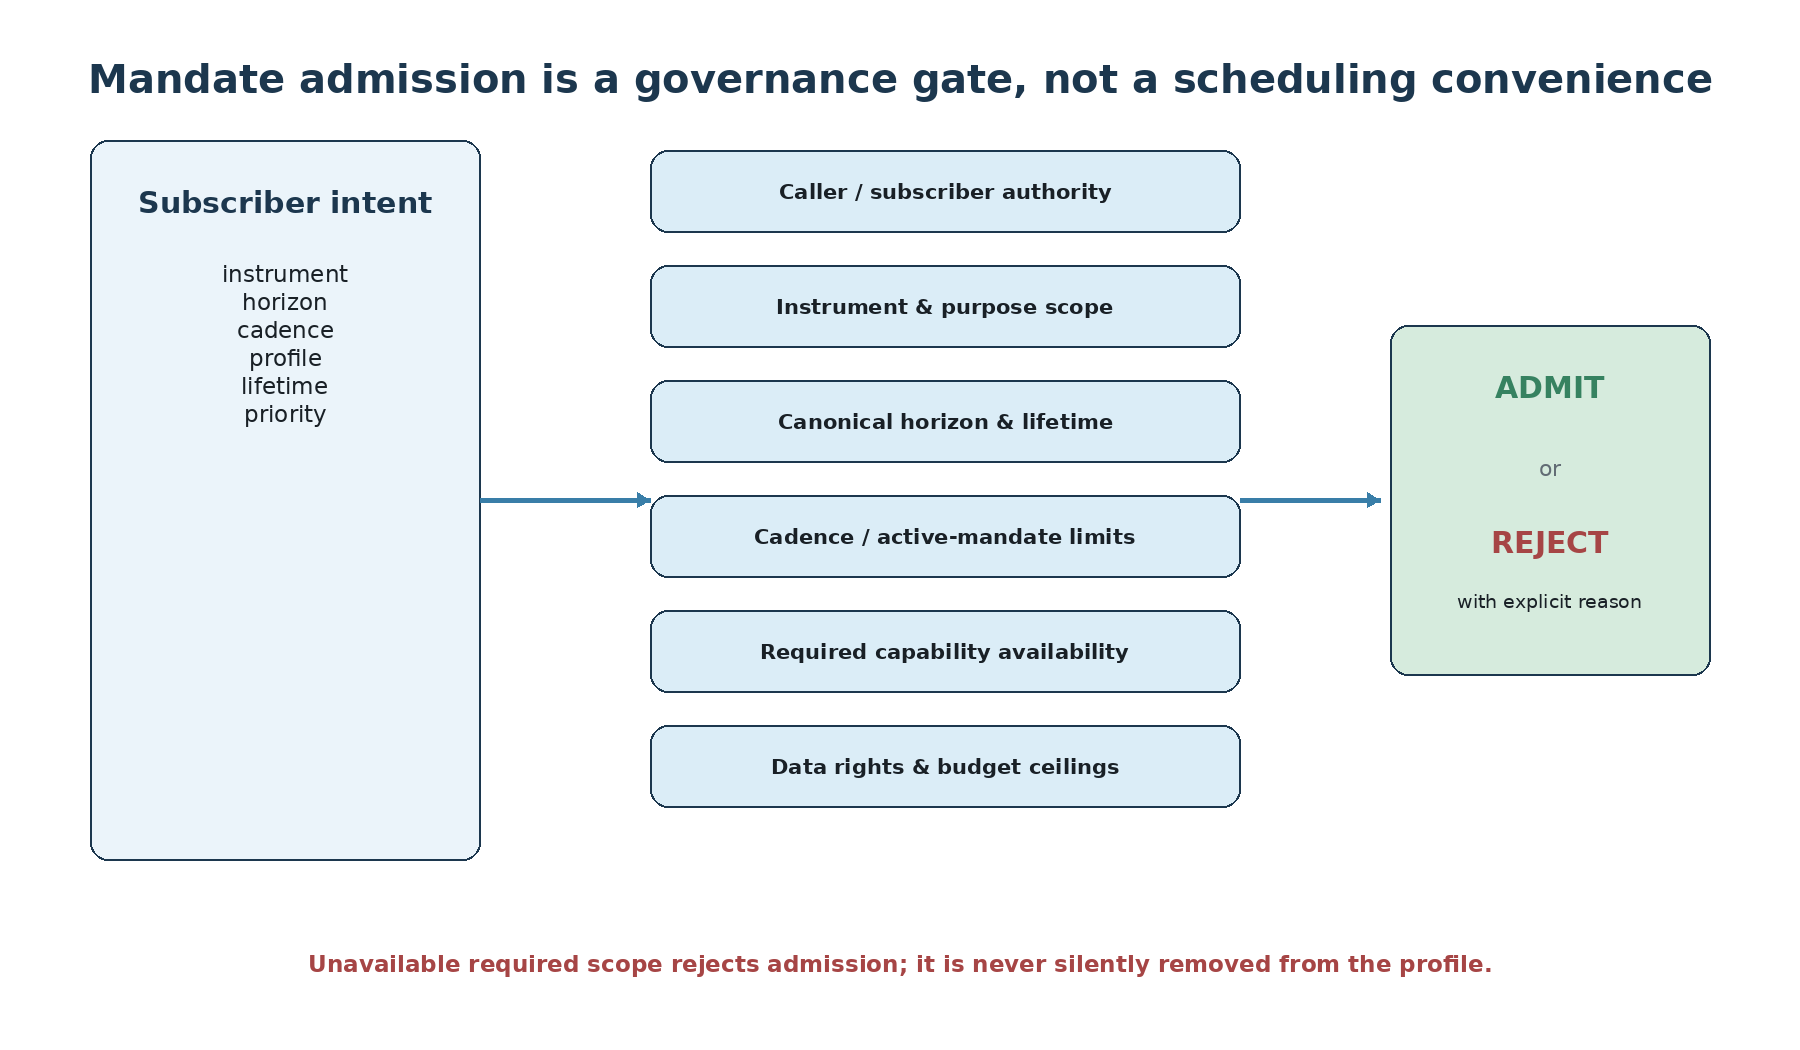 Mandate admission is a governance gate, not a scheduling convenience
Subscriber intent
instrument
horizon
cadence
profile
lifetime
priority
Caller / subscriber authority
Instrument & purpose scope
Canonical horizon & lifetime
Cadence / active-mandate limits
Required capability availability
Data rights & budget ceilings
ADMIT
or
REJECT
with explicit reason
Unavailable required scope rejects admission; it is never silently removed from the profile.